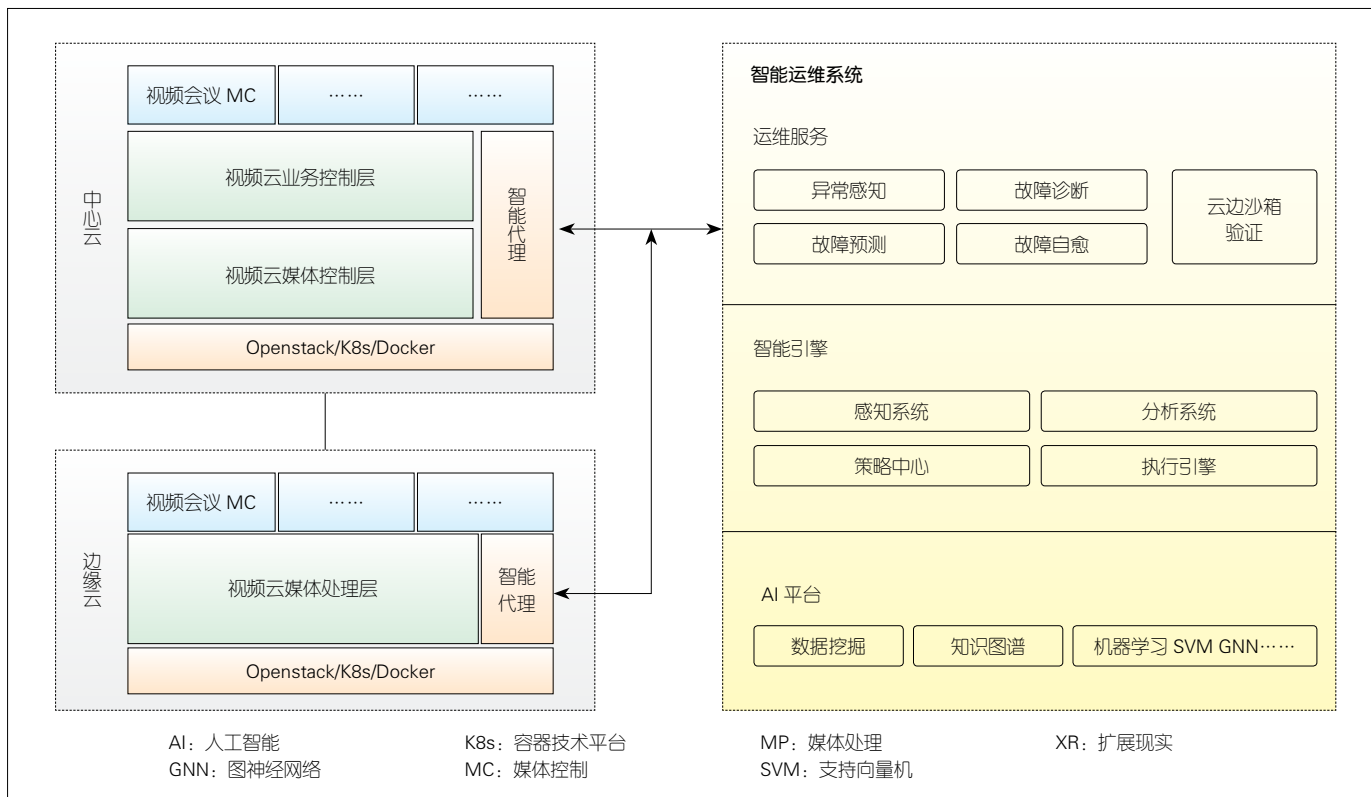 中心云
视频会议 MC
……
……
视频云业务控制层
视频云媒体控制层
智能代理
Openstack/K8s/Docker
边缘云
视频会议 MC
……
……
视频云媒体处理层
智能
代理
Openstack/K8s/Docker
智能运维系统
运维服务
异常感知
故障诊断
故障预测
故障自愈
云边沙箱
验证
智能引擎
感知系统
分析系统
策略中心
执行引擎
AI 平台
数据挖掘
知识图谱
机器学习 SVM GNN……
AI：人工智能
K8s：容器技术平台
MP：媒体处理
XR：扩展现实
GNN：图神经网络
MC：媒体控制
SVM：支持向量机